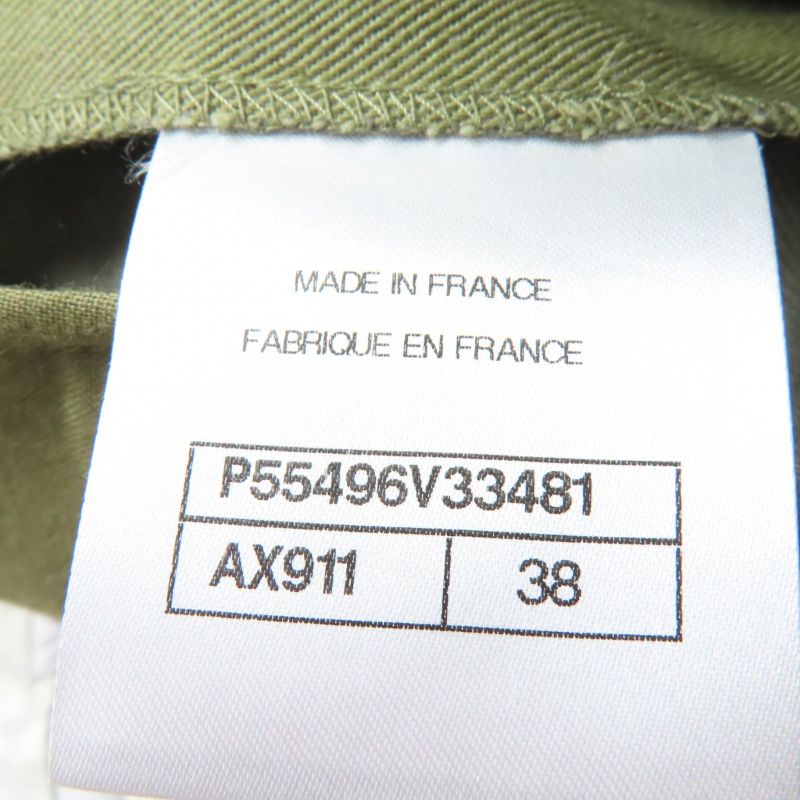 MADE IN FRANCE
FABRIQUE EN FRANCE
P55496V33481
AX911 38